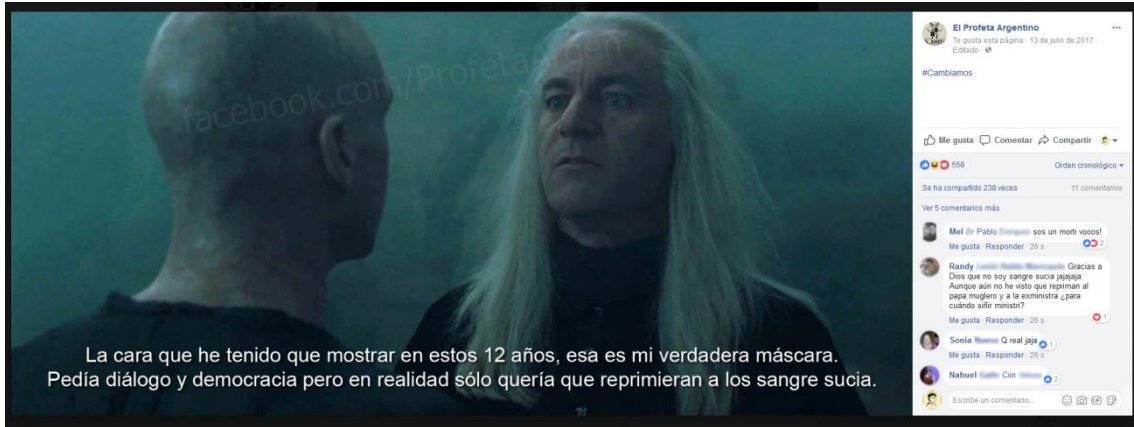 facebook.com/ProfetaArgen
La cara que he tenido que mostrar en estos 12 años, esa es mi verdadera máscara.
Pedía diálogo y democracia pero en realidad sólo quería que reprimieran a los sangre sucia.
El Profeta Argentino
Te gusta esta página · 13 de julio de 2017 ·
Editado ·
#Cambiamos
Me gusta Comentar Compartir
558 Orden cronológico
Se ha compartido 238 veces 11 comentarios
Ver 5 comentarios más
Mel Pablo sos un morti vooos!
Me gusta · Responder · 26 s 2
Randy Gracias a
Dios que no soy sangre sucia jajajaja.
Aunque aún no he visto que repriman al
papa muglero y a la exministra ¿para
cuándo siñir ministri?
Me gusta · Responder · 26 s 1
Sonia Q real jaja 1
Me gusta · Responder · 26 s
Nahuel Ciin 2
Escribe un comentario...